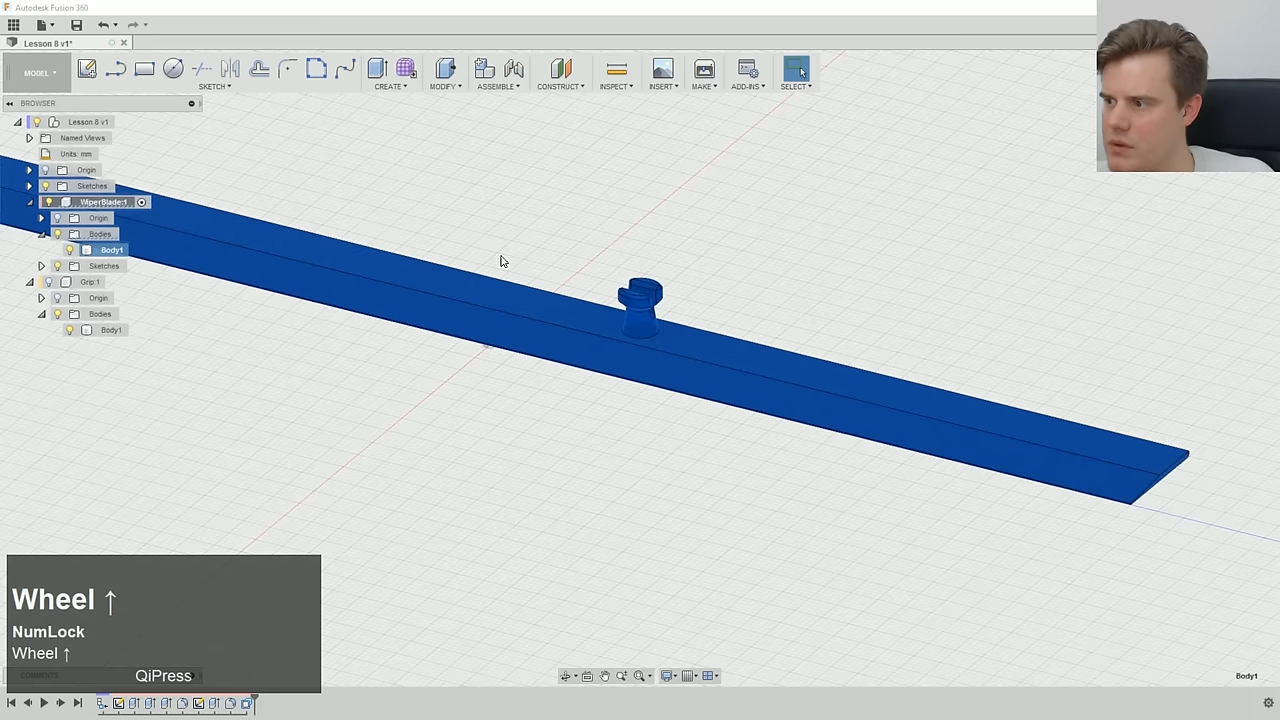 Autodesk Fusion 360
Lesson 8 v1*
MODEL
SKETCH
CREATE
MODIFY
ASSEMBLE
CONSTRUCT
INSPECT
INSERT
MAKE
ADD-INS
SELECT
BROWSER
Lesson 8 v1
Named Views
Units: mm
Origin
Sketches
WiperBlade:1
Origin
Bodies
Body1
Sketches
Grip:1
Origin
Bodies
Body1
Wheel ↑
NumLock
Wheel ↑
QiPress
COMMENTS
Body1